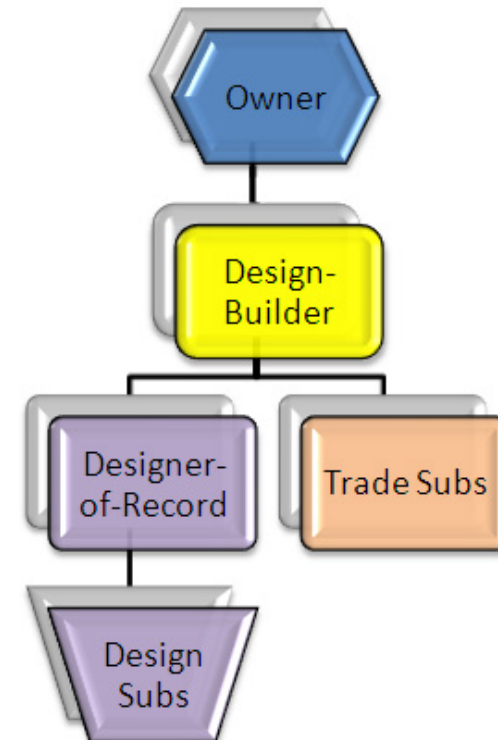 Owner
Design-
Builder
Designer-
of-Record
Trade Subs
Design
Subs